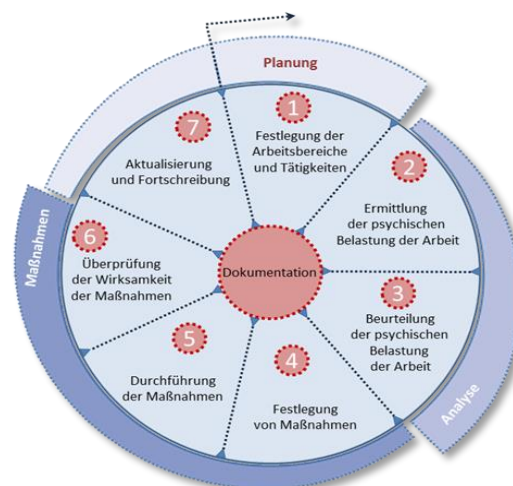 Planung
1
Festlegung der
Arbeitsbereiche
und Tätigkeiten
2
Ermittlung
der psychischen
Belastung der Arbeit
3
Beurteilung
der psychischen
Belastung
der Arbeit
Analyse
4
Festlegung
von Maßnahmen
5
Durchführung
der Maßnahmen
6
Überprüfung
der Wirksamkeit
der Maßnahmen
Maßnahmen
7
Aktualisierung
und Fortschreibung
Dokumentation